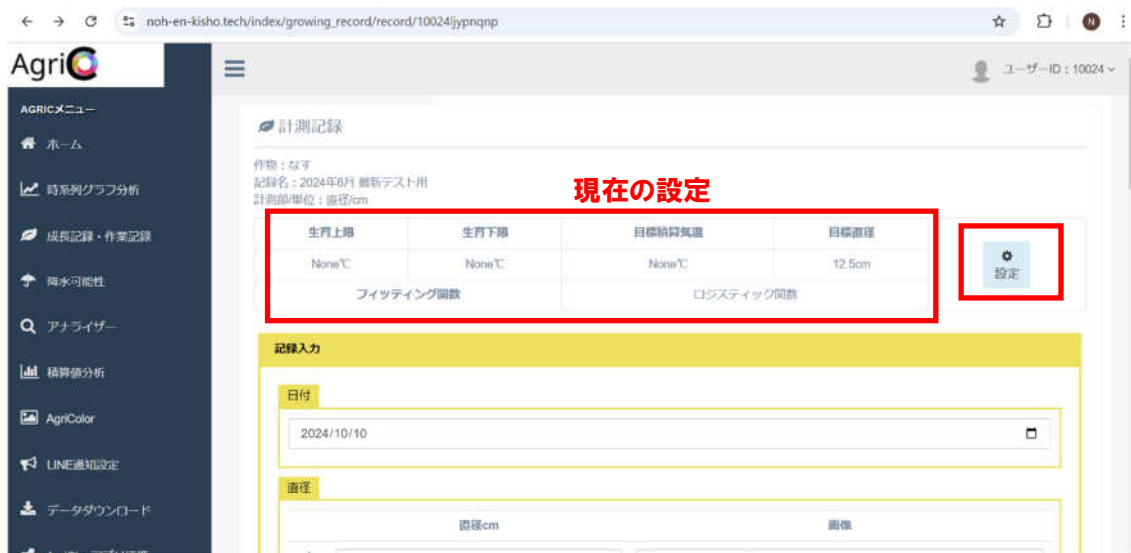 noh-en-kisho.tech/index/growing_record/record/10024ljypnqnp
N
AgriC
ユーザーID : 10024
AGRICメニュー
ホーム
時系列グラフ分析
成長記録・作業記録
降水可能性
アナライザー
積算値分析
AgriColor
LINE通知設定
データダウンロード
計測記録
作物 : なす
記録名 : 2024年6月 最新テスト用
計測部/単位 : 直径/cm
現在の設定
生育上限 生育下限 目標積算気温 目標直径
None℃ None℃ None℃ 12.5cm
フィッティング関数 ロジスティック関数
設定
記録入力
日付
2024/10/10
直径
直径cm 画像